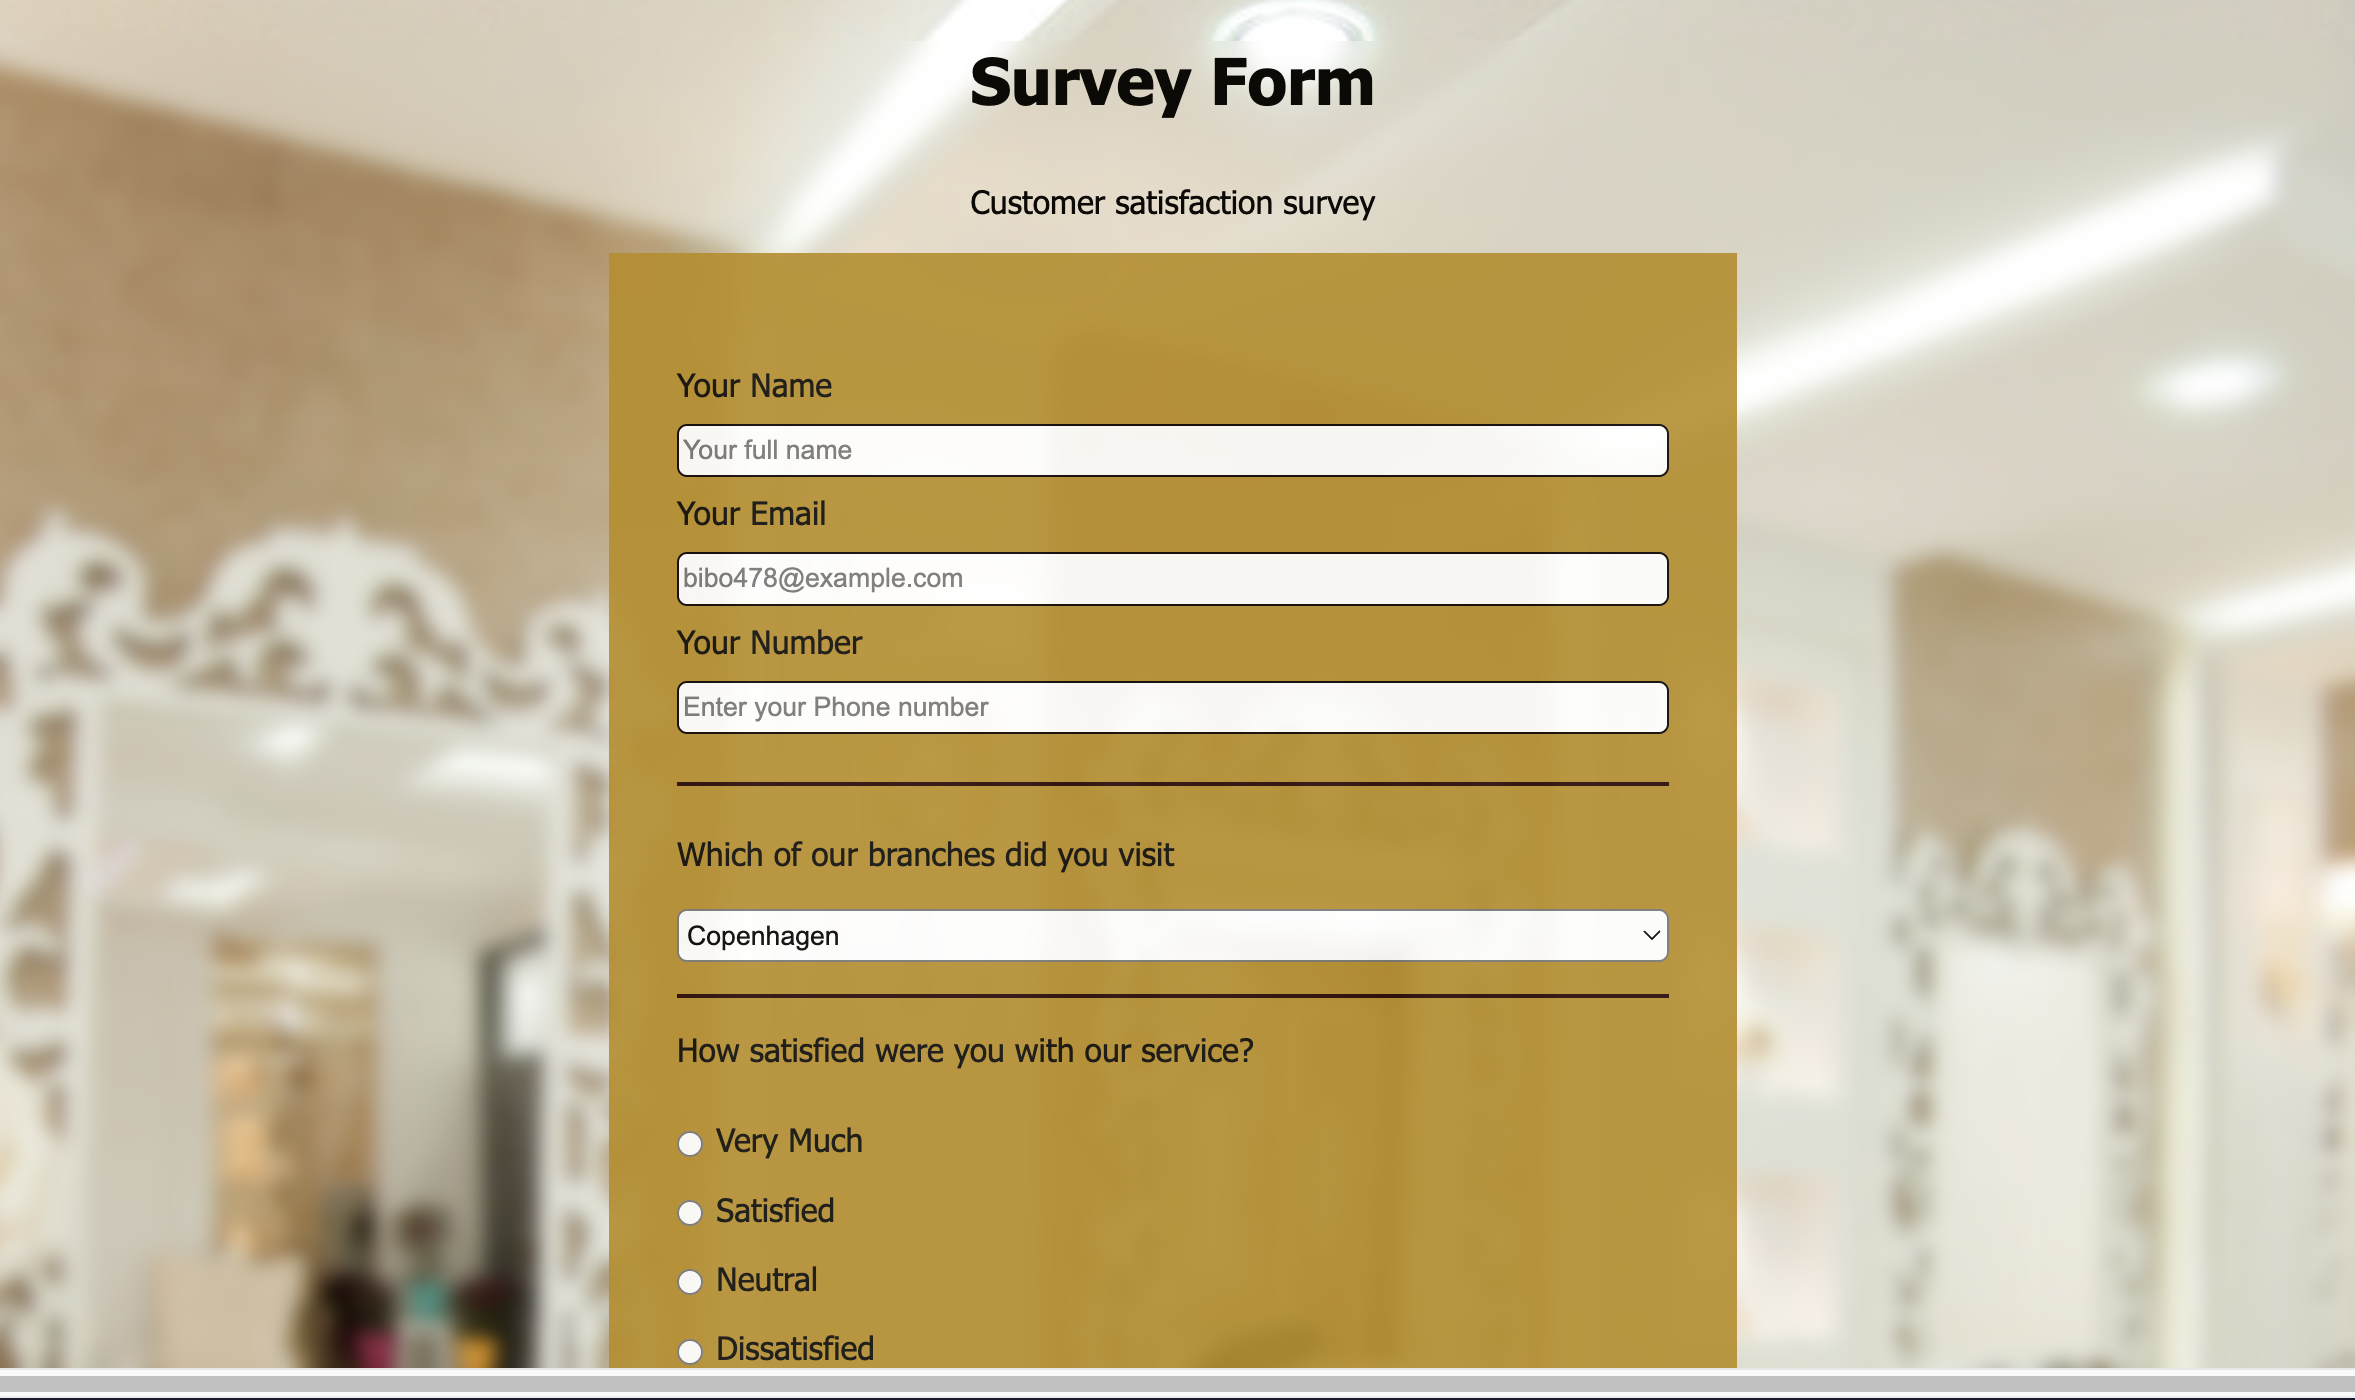 Survey Form
Customer satisfaction survey
Your Name
Your full name
Your Email
bibo478@example.com
Your Number
Enter your Phone number
Which of our branches did you visit
Copenhagen
How satisfied were you with our service?
Very Much
Satisfied
Neutral
Dissatisfied